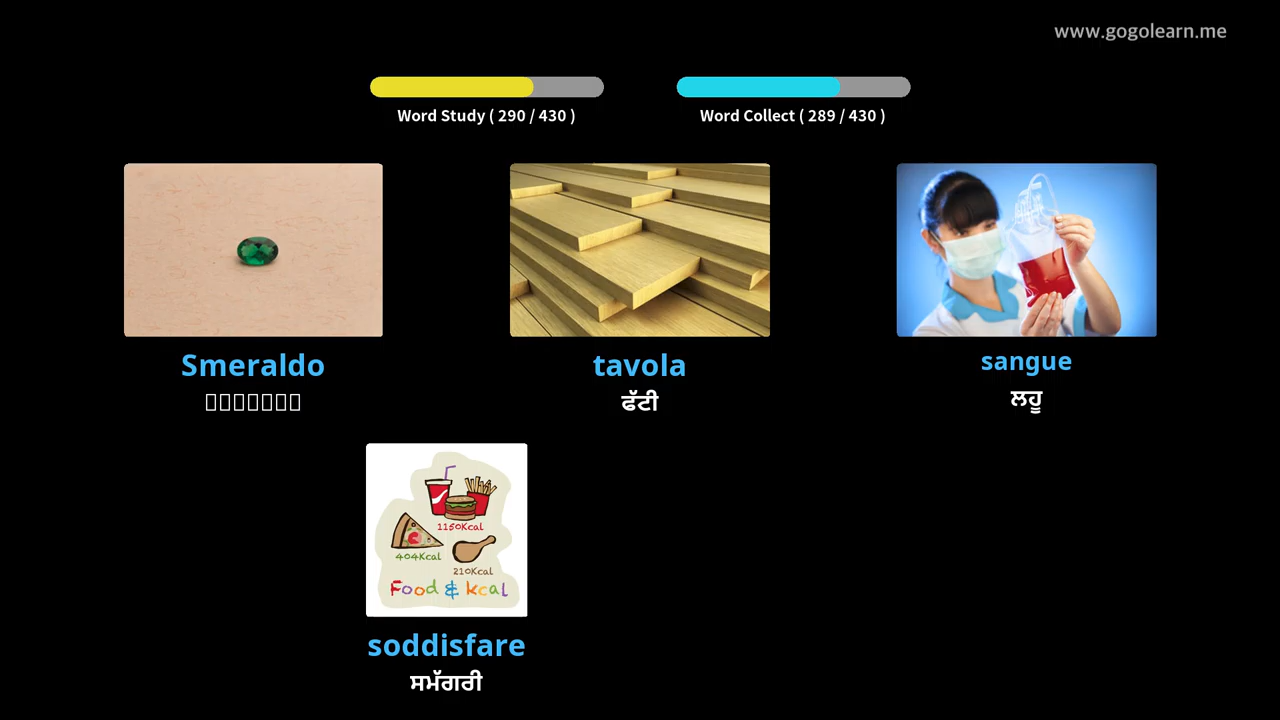 www.gogolearn.me
Word Study ( 290 / 430 )
Word Collect ( 289 / 430 )
Smeraldo
tavola
ਫੱਟੀ
sangue
ਲਹੂ
1150Kcal
404Kcal
210Kcal
Food & kcal
soddisfare
ਸਮੱਗਰੀ